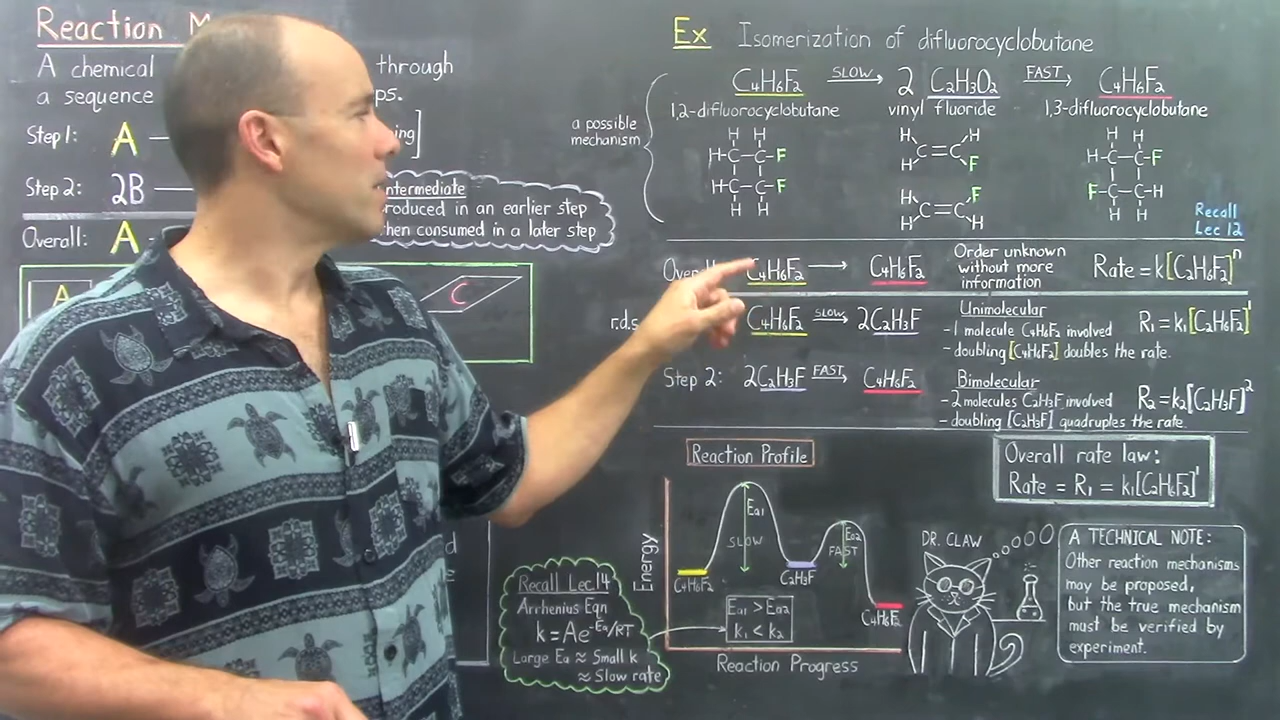 Reaction M
A chemical through
a sequence ps.
Step 1: A — ing]
Step 2: 2B —
Overall: A
ntermediate
roduced in an earlier step
hen consumed in a later step
A
C
Ex Isomerization of difluorocyclobutane
a possible
mechanism
C4H6F2 SLOW → 2 C2H3O2 FAST → C4H6F2
1,2-difluorocyclobutane vinyl fluoride 1,3-difluorocyclobutane
H H
H-C-C-F
H-C-C-F
H H
H H
C=C
H F
H F
C=C
H H
H H
H-C-C-F
F-C-C-H
H H
Recall
Lec 12
Over C4H6F2 → C4H6F2
Order unknown
without more
information
Rate = k[C2H6F2]^n
r.d.s C4H6F2 SLOW → 2C2H3F
Unimolecular
- 1 molecule C4H6F2 involved
- doubling [C4H6F2] doubles the rate.
R1 = k1[C2H6F2]^1
Step 2: 2C2H3F FAST → C4H6F2
Bimolecular
- 2 molecules C2H3F involved
- doubling [C2H3F] quadruples the rate.
R2 = k2[C2H3F]^2
Reaction Profile
Overall rate law:
Rate = R1 = k1[C2H6F2]^1
Energy
Ea1
SLOW
Ea2
FAST
C4H6F2
C2H3F
C4H6F2
Ea1 > Ea2
k1 < k2
Reaction Progress
Recall Lec.14
Arrhenius Eqn
k = Ae^-Ea/RT
Large Ea ≈ Small k
≈ Slow rate
DR. CLAW
A TECHNICAL NOTE:
Other reaction mechanisms
may be proposed,
but the true mechanism
must be verified by
experiment.